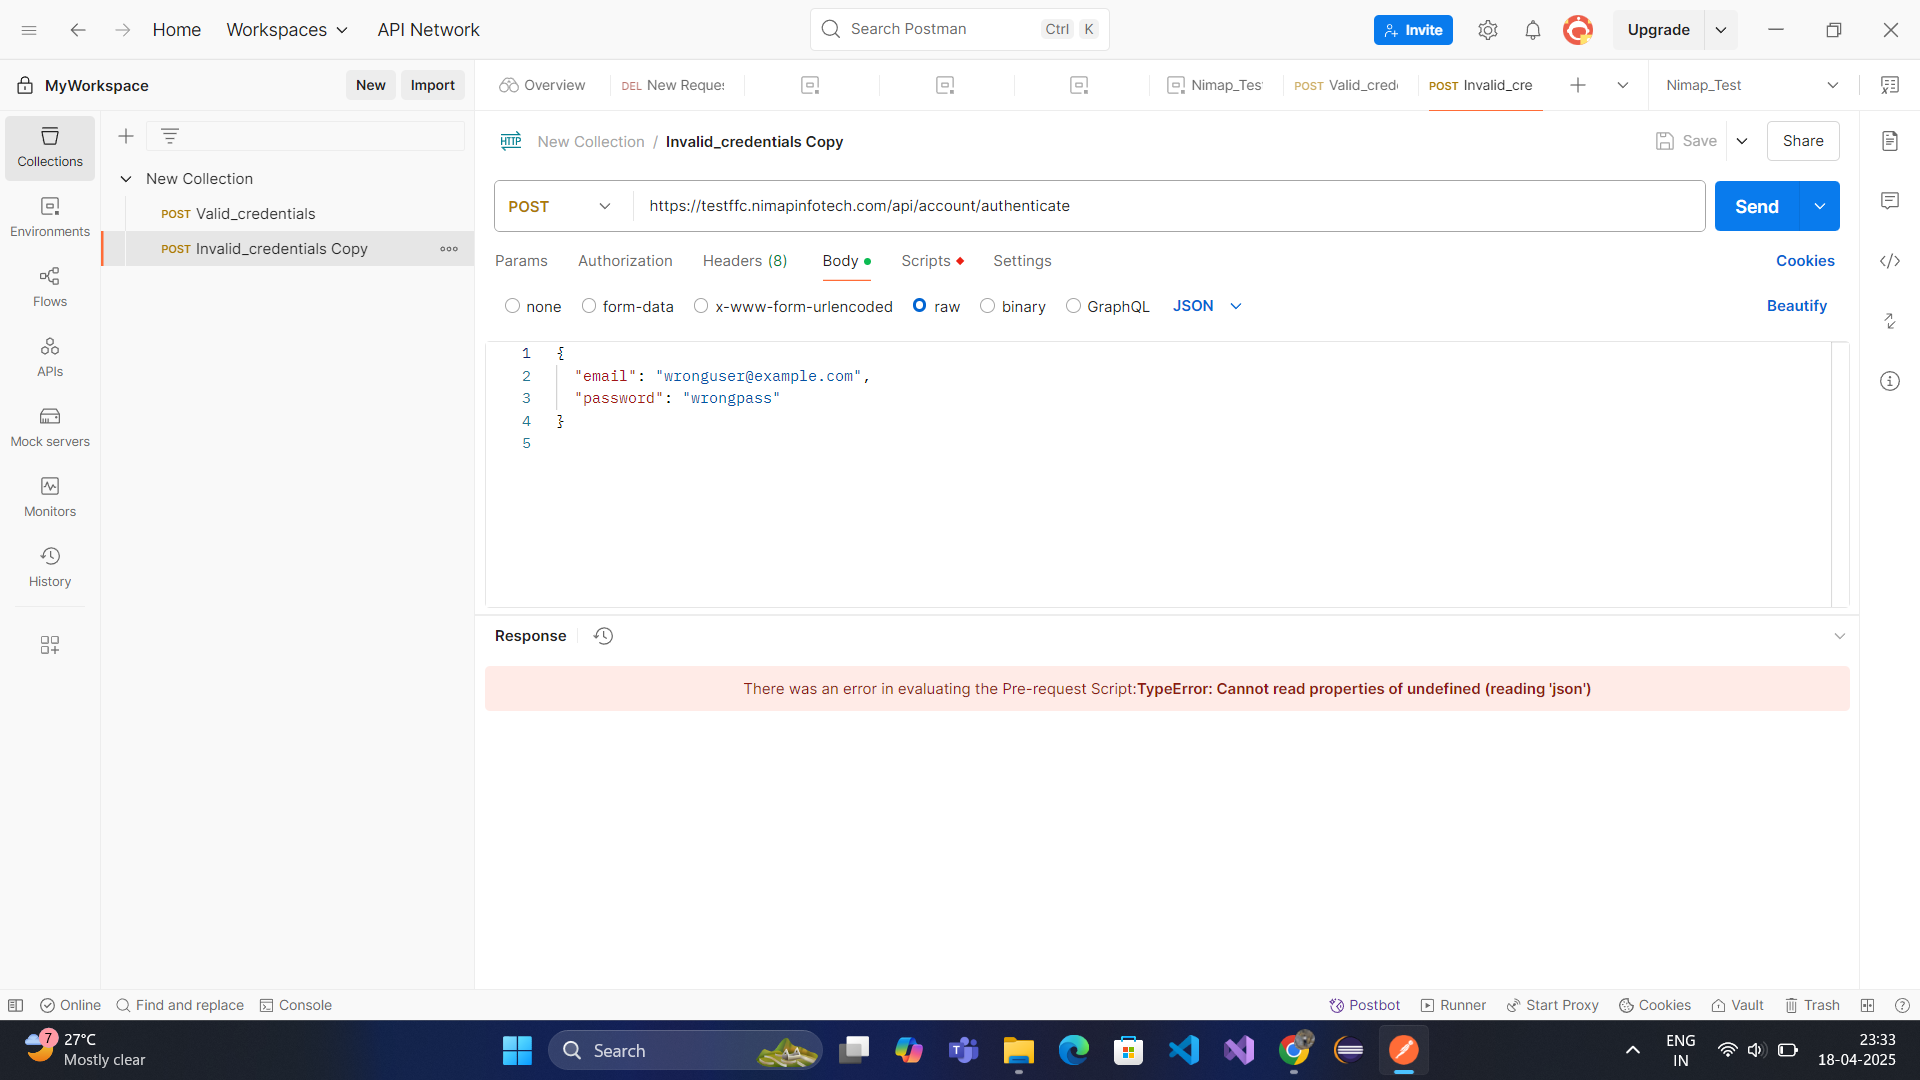 Home
Workspaces
API Network
Search Postman
Ctrl K
Invite
Upgrade
MyWorkspace
New
Import
Overview
DEL New Reque
Nimap_Tes
POST Valid_cred
POST Invalid_cre
Nimap_Test
Collections
Environments
Flows
APIs
Mock servers
Monitors
History
New Collection
POST Valid_credentials
POST Invalid_credentials Copy
HTTP New Collection / Invalid_credentials Copy
Save
Share
POST
https://testffc.nimapinfotech.com/api/account/authenticate
Send
Params Authorization Headers (8) Body Scripts Settings
Cookies
none form-data x-www-form-urlencoded raw binary GraphQL JSON
Beautify
1 {
2 "email": "wronguser@example.com",
3 "password": "wrongpass"
4 }
5
Response
There was an error in evaluating the Pre-request Script:TypeError: Cannot read properties of undefined (reading 'json')
Online
Find and replace
Console
Postbot
Runner
Start Proxy
Cookies
Vault
Trash
7
27°C
Mostly clear
Search
ENG
IN
23:33
18-04-2025